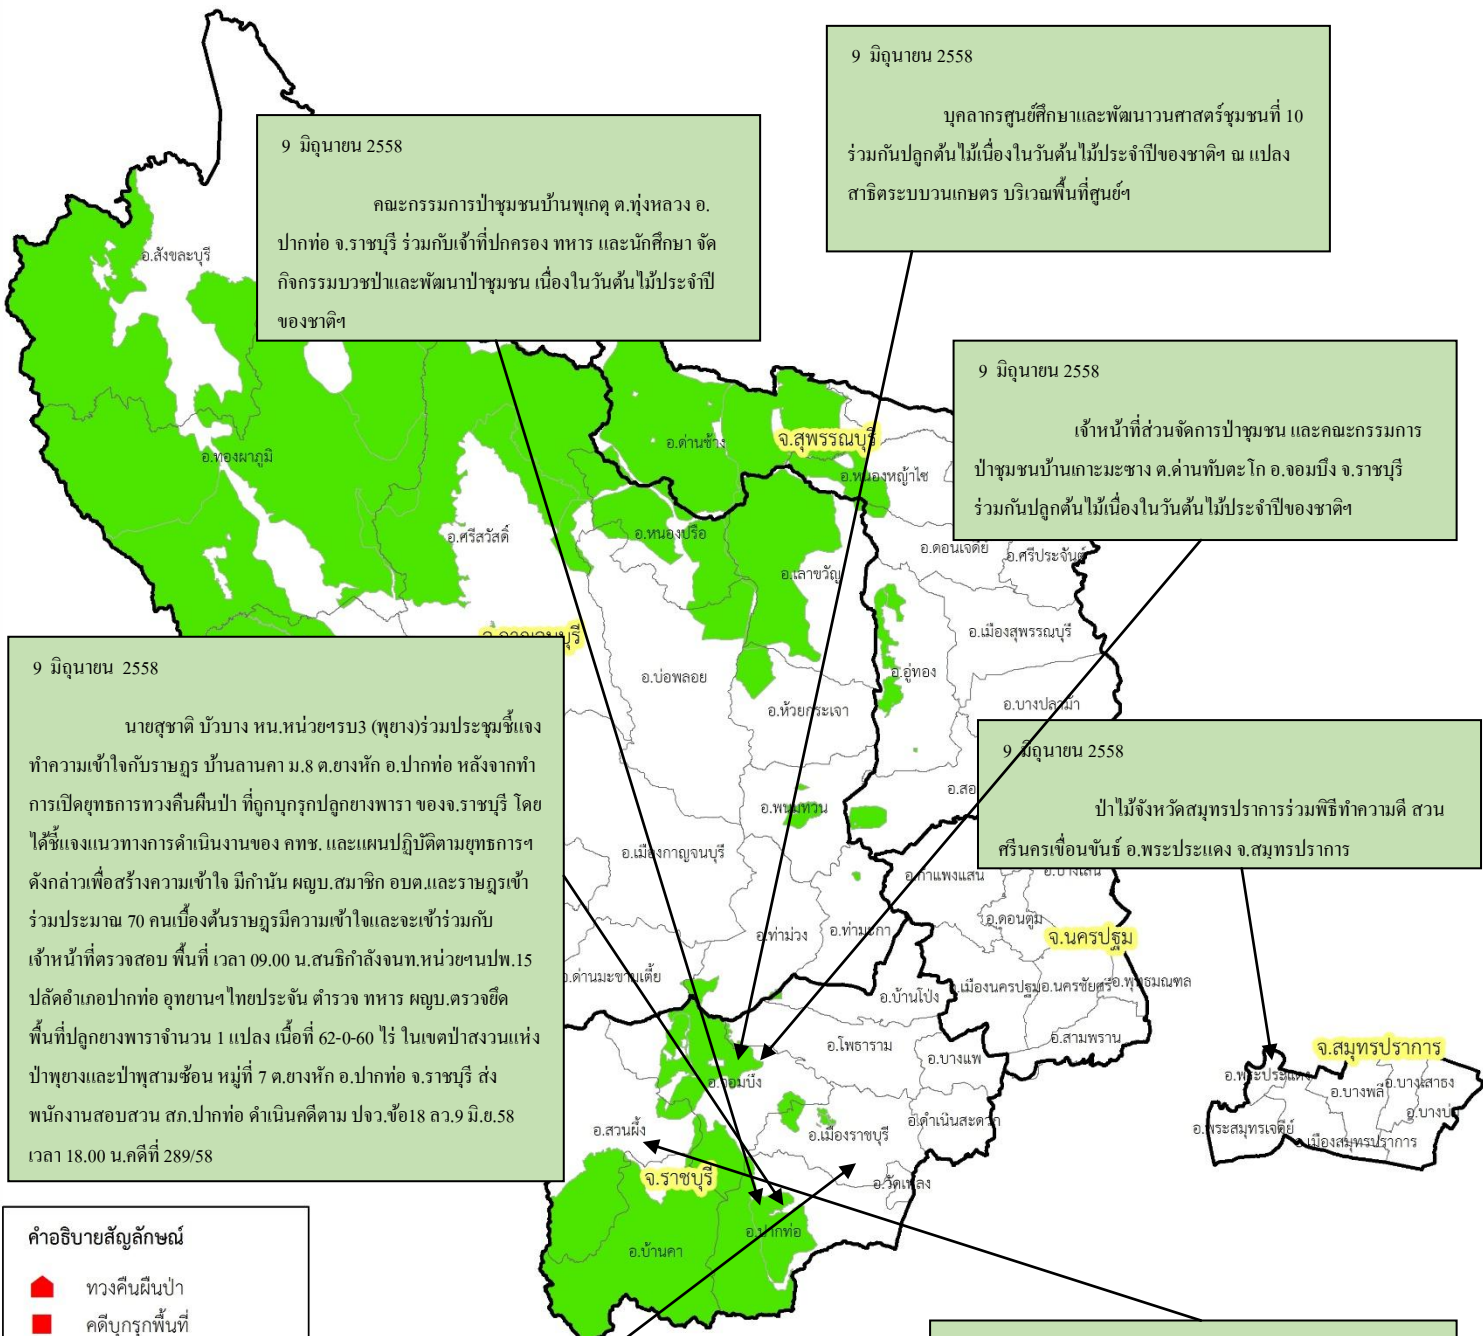 9 มิถุนายน 2558
บุคลากรศูนย์ศึกษาและพัฒนาวนศาสตร์ชุมชนที่ 10
ร่วมกันปลูกต้นไม้เนื่องในวันต้นไม้ประจำปีของชาติฯ ณ แปลง
สาธิตระบบวนเกษตร บริเวณพื้นที่ศูนย์ฯ
9 มิถุนายน 2558
คณะกรรมการป่าชุมชนบ้านพุเกตุ ต.ทุ่งหลวง อ.
ปากท่อ จ.ราชบุรี ร่วมกับเจ้าที่ปกครอง ทหาร และนักศึกษา จัด
กิจกรรมบวชป่าและพัฒนาป่าชุมชน เนื่องในวันต้นไม้ประจำปี
ของชาติฯ
9 มิถุนายน 2558
เจ้าหน้าที่ส่วนจัดการป่าชุมชน และคณะกรรมการ
ป่าชุมชนบ้านเกาะมะซาง ต.ด่านทับตะโก อ.จอมบึง จ.ราชบุรี
ร่วมกันปลูกต้นไม้เนื่องในวันต้นไม้ประจำปีของชาติฯ
อ.สังขละบุรี
อ.ด่านช้าง
จ.สุพรรณบุรี
อ.ทองผาภูมิ
อ.หนองหญ้าไซ
อ.ศรีสวัสดิ์
อ.หนองปรือ
อ.ดอนเจดีย์
อ.ศรีประจันต์
อ.เลาขวัญ
อ.เมืองสุพรรณบุรี
อ.อู่ทอง
อ.บ่อพลอย
อ.ห้วยกระเจา
อ.บางปลาม้า
9 มิถุนายน 2558
นายสุชาติ บัวบาง หน.หน่วยฯรบ3 (พุยาง)ร่วมประชุมชี้แจง
ทำความเข้าใจกับราษฎร บ้านลานคา ม.8 ต.ยางหัก อ.ปากท่อ หลังจากทำ
การเปิดยุทธการทวงคืนผืนป่า ที่ถูกบุกรุกปลูกยางพารา ของจ.ราชบุรี โดย
ได้ชี้แจงแนวทางการดำเนินงานของ คทช. และแผนปฏิบัติตามยุทธการฯ
ดังกล่าวเพื่อสร้างความเข้าใจ มีกำนัน ผญบ.สมาชิก อบต.และราษฎรเข้า
ร่วมประมาณ 70 คนเบื้องต้นราษฎรมีความเข้าใจและจะเข้าร่วมกับ
เจ้าหน้าที่ตรวจสอบ พื้นที่ เวลา 09.00 น.สนธิกำลังจนท.หน่วยฯนปพ.15
ปลัดอำเภอปากท่อ อุทยานฯไทยประจัน ตำรวจ ทหาร ผญบ.ตรวจยึด
พื้นที่ปลูกยางพาราจำนวน 1 แปลง เนื้อที่ 62-0-60 ไร่ ในเขตป่าสงวนแห่ง
ป่าพุยางและป่าพุสามซ้อน หมู่ที่ 7 ต.ยางหัก อ.ปากท่อ จ.ราชบุรี ส่ง
พนักงานสอบสวน สภ.ปากท่อ ดำเนินคดีตาม ปจว.ข้อ18 ลว.9 มิ.ย.58
เวลา 18.00 น.คดีที่ 289/58
9 มิถุนายน 2558
ป่าไม้จังหวัดสมุทรปราการร่วมพิธีทำความดี สวน
ศรีนครเขื่อนขันธ์ อ.พระประแดง จ.สมุทรปราการ
อ.พนมทวน
อ.เมืองกาญจนบุรี
อ.กำแพงแสน
อ.บางเลน
อ.ดอนตูม
จ.นครปฐม
อ.ท่าม่วง
อ.ท่ามะกา
อ.ด่านมะขามเตี้ย
อ.บ้านโป่ง
อ.เมืองนครปฐม
อ.นครชัยศรี
อ.พุทธมณฑล
อ.สามพราน
อ.โพธาราม
อ.บางแพ
อ.จอมบึง
อ.สวนผึ้ง
อ.เมืองราชบุรี
อ.ดำเนินสะดวก
จ.ราชบุรี
อ.วัดเพลง
อ.ปากท่อ
อ.บ้านคา
จ.สมุทรปราการ
อ.พระประแดง
อ.บางพลี
อ.บางเสาธง
อ.บางบ่อ
อ.พระสมุทรเจดีย์
อ.เมืองสมุทรปราการ
คำอธิบายสัญลักษณ์
ทวงคืนผืนป่า
คดีบุกรุกพื้นที่